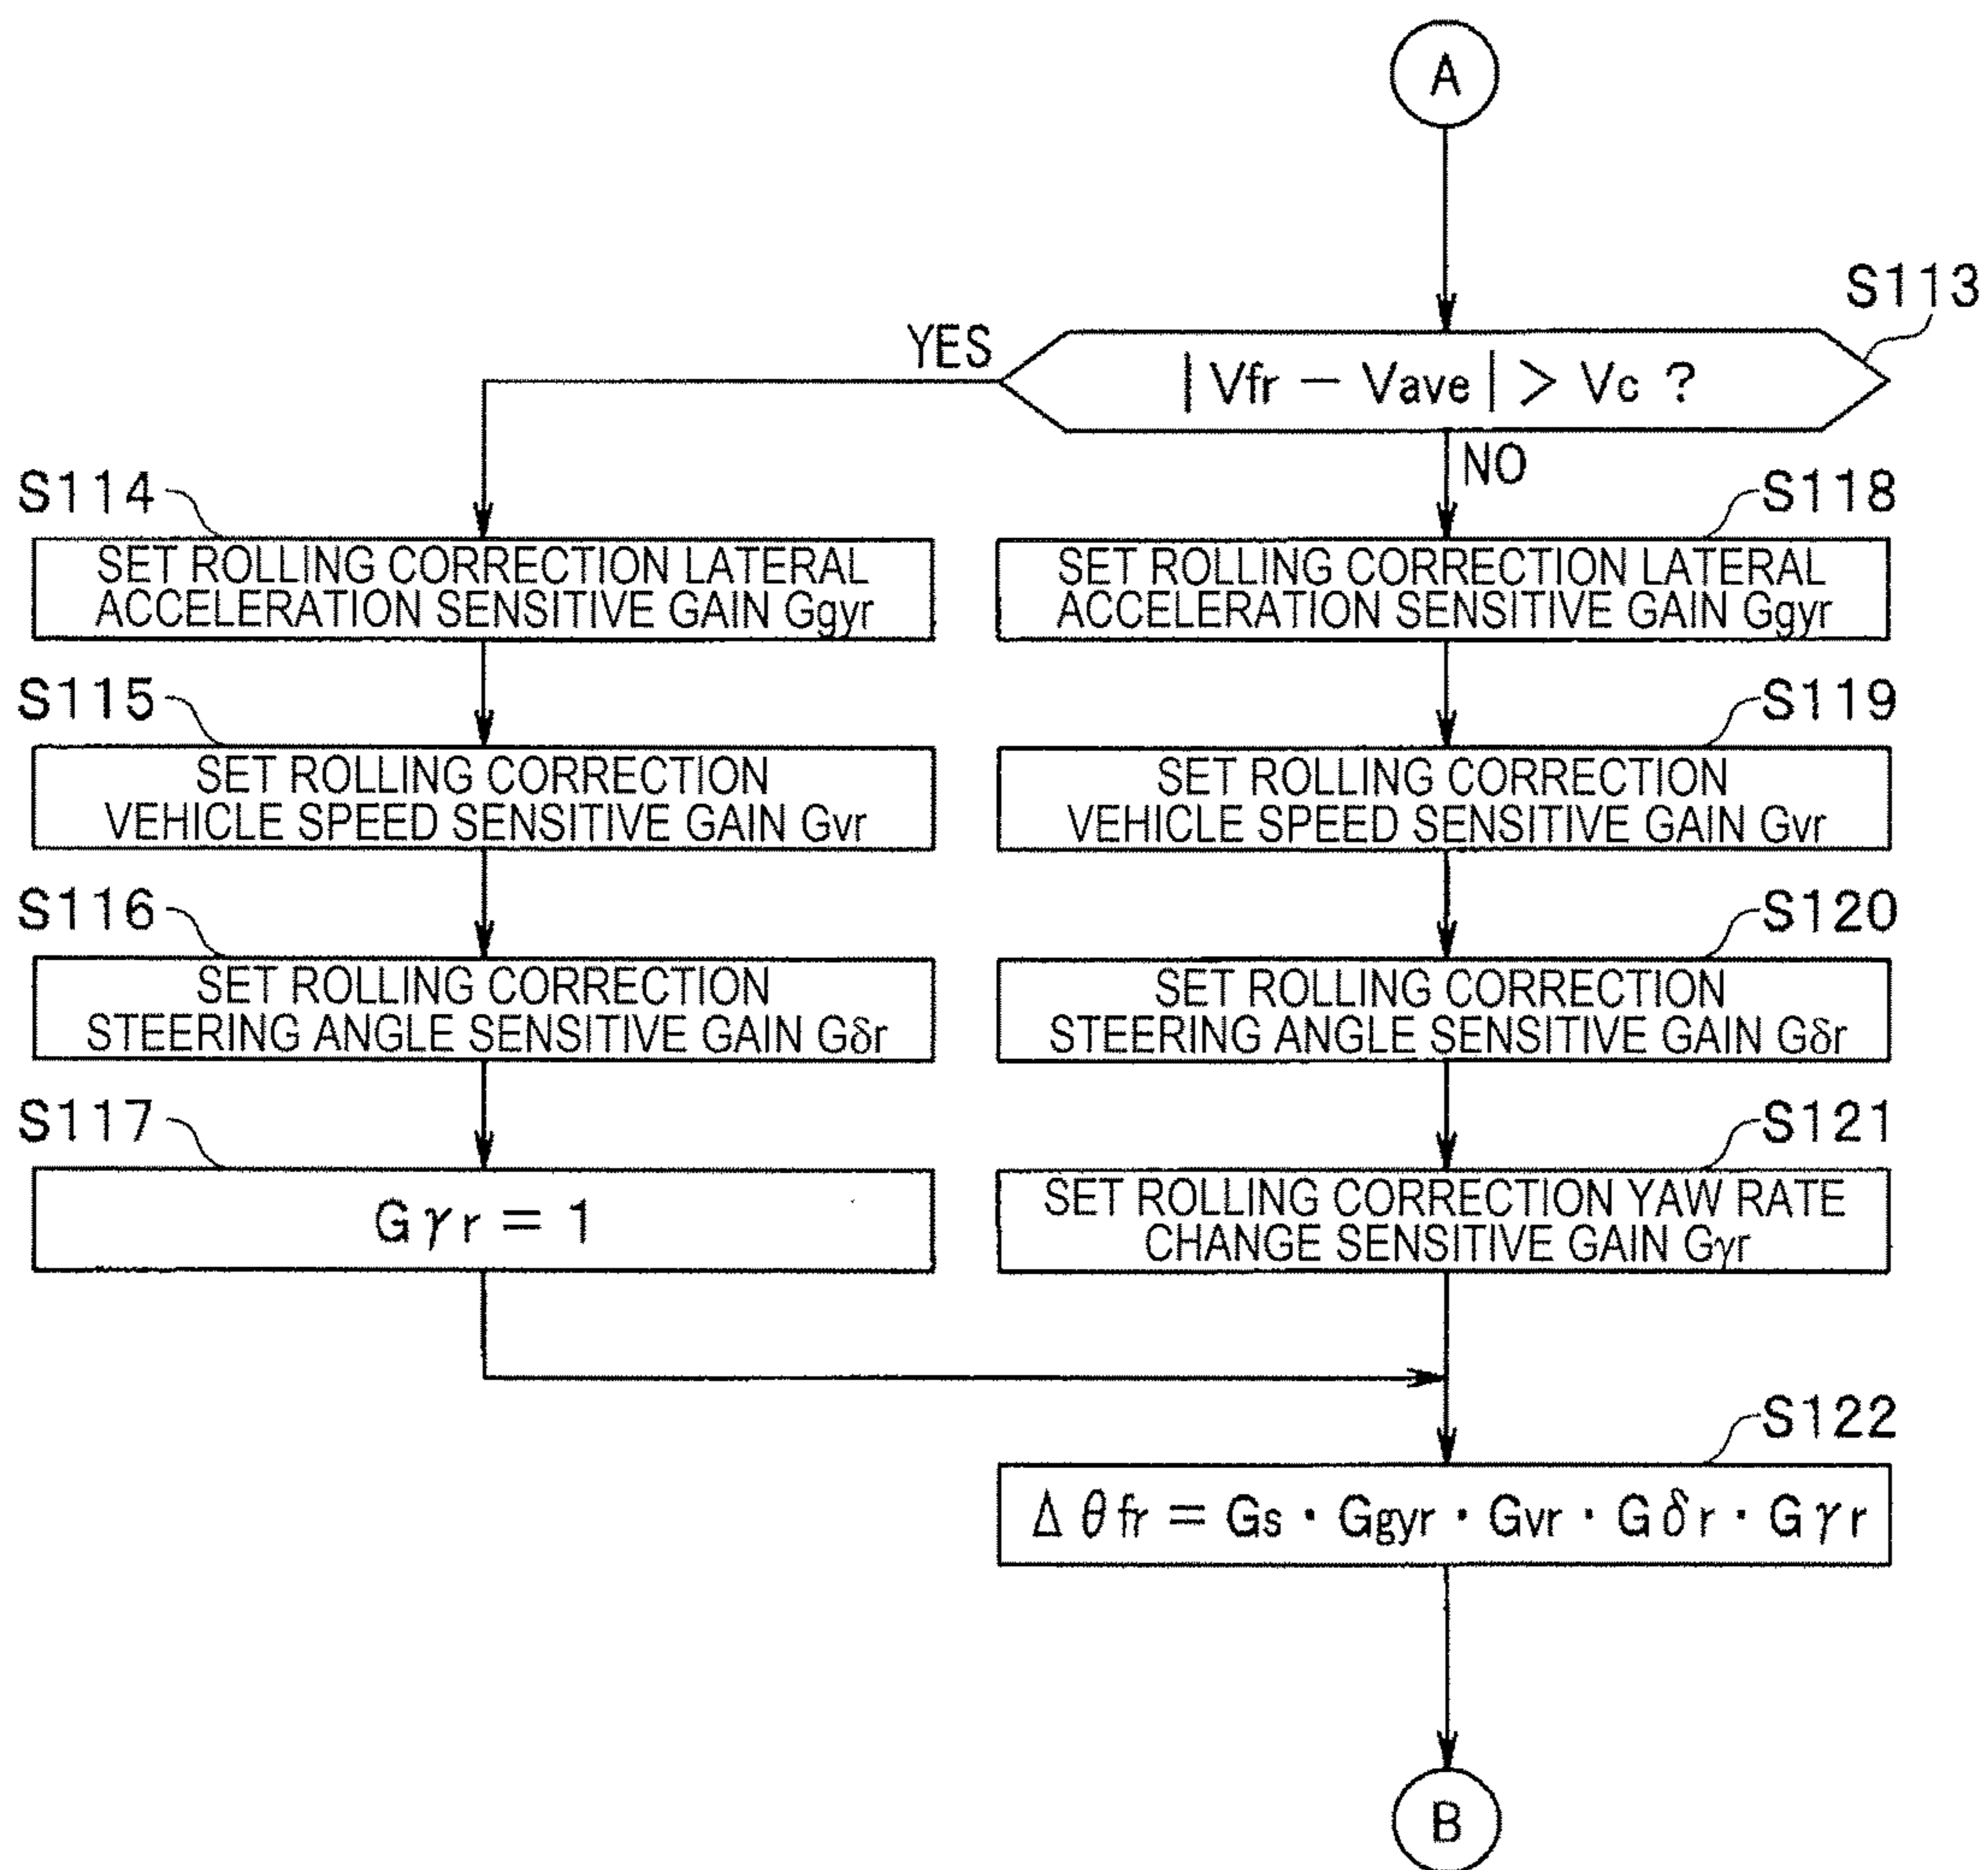 A
S113
YES
| Vfr − Vave | > Vc ?
NO
S114
SET ROLLING CORRECTION LATERAL
ACCELERATION SENSITIVE GAIN Ggyr
S118
SET ROLLING CORRECTION LATERAL
ACCELERATION SENSITIVE GAIN Ggyr
S115
SET ROLLING CORRECTION
VEHICLE SPEED SENSITIVE GAIN Gvr
S119
SET ROLLING CORRECTION
VEHICLE SPEED SENSITIVE GAIN Gvr
S116
SET ROLLING CORRECTION
STEERING ANGLE SENSITIVE GAIN Gδr
S120
SET ROLLING CORRECTION
STEERING ANGLE SENSITIVE GAIN Gδr
S117
Gγr = 1
S121
SET ROLLING CORRECTION YAW RATE
CHANGE SENSITIVE GAIN Gγr
S122
Δθfr = Gs · Ggyr · Gvr · Gδr · Gγr
B